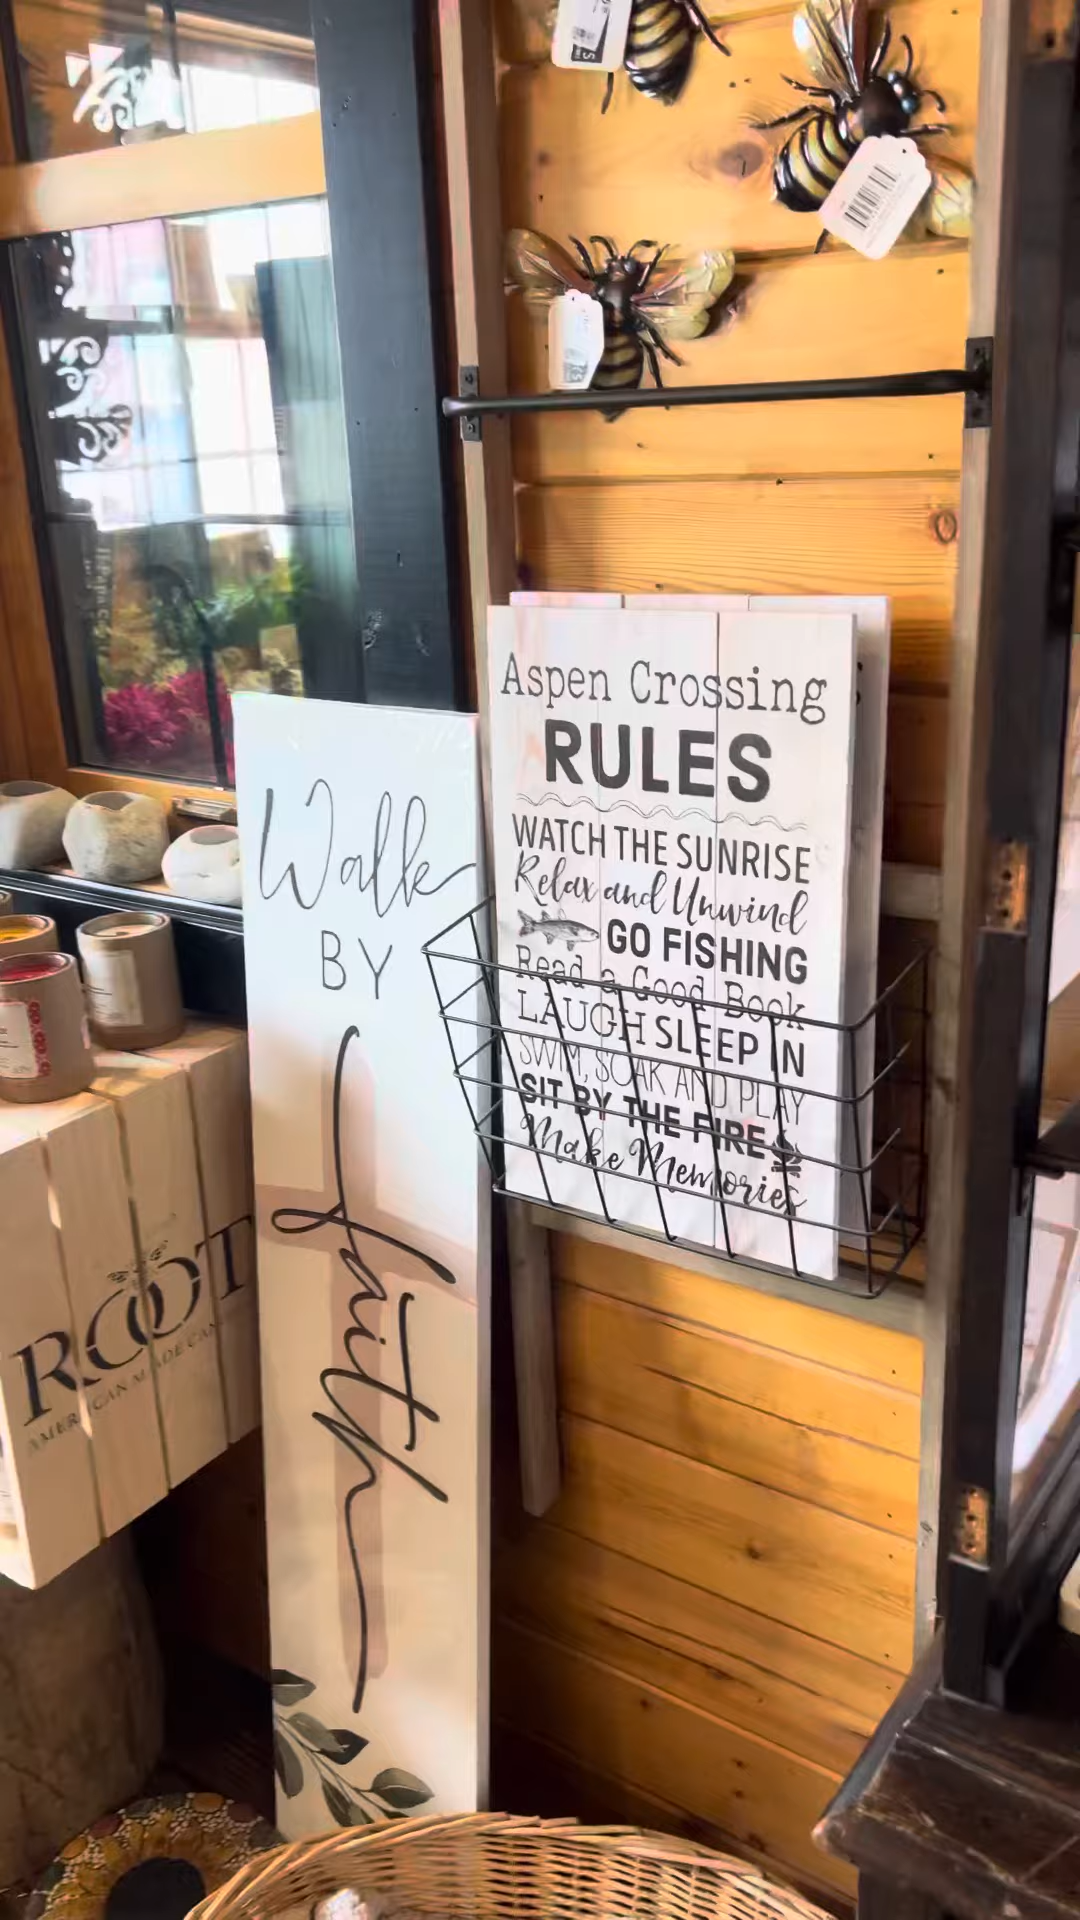 Aspen Crossing
RULES
WATCH THE SUNRISE
Relax and Unwind
GO FISHING
Read a Good Book
LAUGH SLEEP IN
SWIM, SOAK AND PLAY
SIT BY THE FIRE
Make Memories
Walk
BY
faith
ROOT
AMERICAN MADE CAN